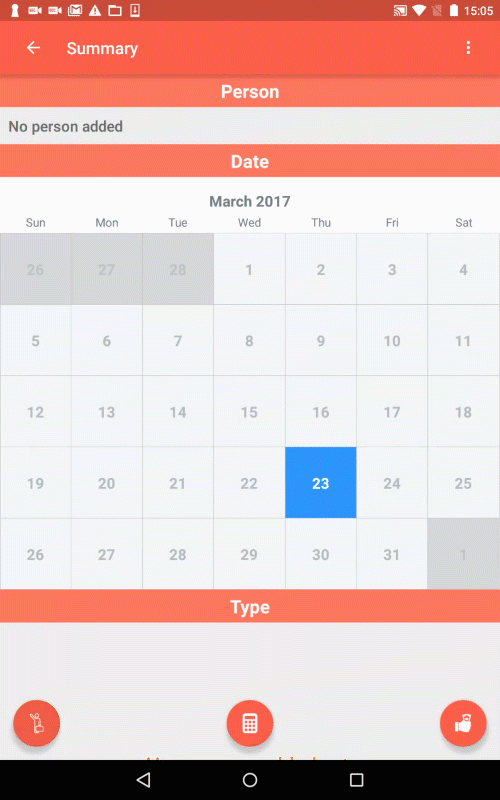 15:05
Summary
Person
No person added
Date
March 2017
Sun Mon Tue Wed Thu Fri Sat
26 27 28 1 2 3 4
5 6 7 8 9 10 11
12 13 14 15 16 17 18
19 20 21 22 23 24 25
26 27 28 29 30 31 1
Type